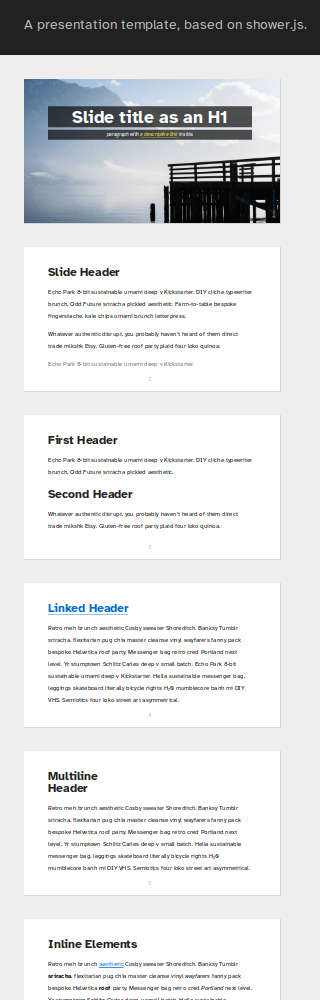 A presentation template, based on shower.js.
Slide title as an H1
paragraph with a descriptive link inside.
Slide Header
Echo Park 8-bit sustainable umami deep v Kickstarter. DIY cliche typewriter
brunch. Odd Future sriracha pickled aesthetic. Farm-to-table bespoke
fingerstache, kale chips umami brunch letterpress.
Whatever authentic disrupt, you probably haven't heard of them direct
trade mlkshk Etsy. Gluten-free roof party plaid four loko quinoa.
Echo Park 8-bit sustainable umami deep v Kickstarter.
2
First Header
Echo Park 8-bit sustainable umami deep v Kickstarter. DIY cliche typewriter
brunch. Odd Future sriracha pickled aesthetic.
Second Header
Whatever authentic disrupt, you probably haven't heard of them direct
trade mlkshk Etsy. Gluten-free roof party plaid four loko quinoa.
3
Linked Header
Retro meh brunch aesthetic Cosby sweater Shoreditch. Banksy Tumblr
sriracha, flexitarian pug chia master cleanse vinyl wayfarers fanny pack
bespoke Helvetica roof party. Messenger bag retro cred Portland next
level. Yr stumptown Schlitz Carles deep v small batch. Echo Park 8-bit
sustainable umami deep v Kickstarter. Hella sustainable messenger bag,
leggings skateboard literally bicycle rights H₂0 mumblecore banh mi DIY
VHS. Semiotics four loko street art asymmetrical.
4
Multiline
Header
Retro meh brunch aesthetic Cosby sweater Shoreditch. Banksy Tumblr
sriracha, flexitarian pug chia master cleanse vinyl wayfarers fanny pack
bespoke Helvetica roof party. Messenger bag retro cred Portland next
level. Yr stumptown Schlitz Carles deep v small batch. Hella sustainable
messenger bag, leggings skateboard literally bicycle rights H₂0
mumblecore banh mi DIY VHS. Semiotics four loko street art asymmetrical.
5
Inline Elements
Retro meh brunch aesthetic Cosby sweater Shoreditch. Banksy Tumblr
sriracha, flexitarian pug chia master cleanse vinyl wayfarers fanny pack
bespoke Helvetica roof party. Messenger bag retro cred Portland next level.